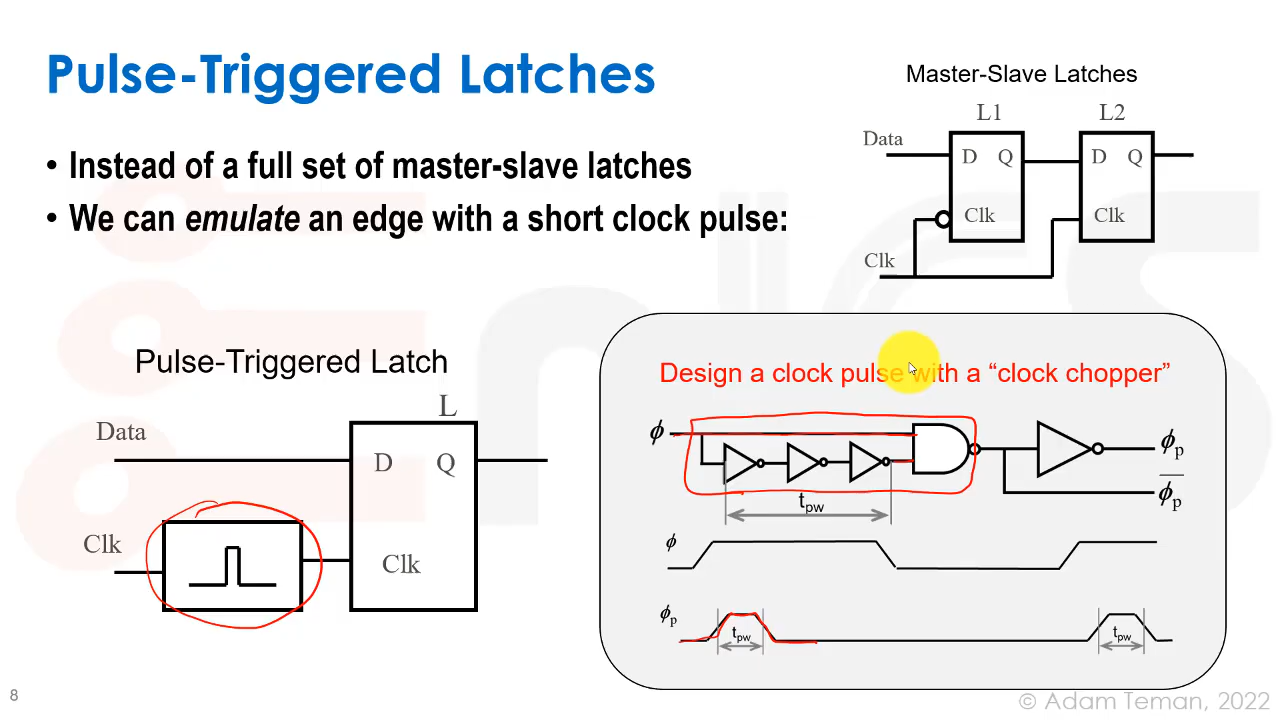 Pulse-Triggered Latches
• Instead of a full set of master-slave latches
• We can emulate an edge with a short clock pulse:
Master-Slave Latches
L1 L2
Data
D Q D Q
Clk Clk
Clk
Pulse-Triggered Latch
L
Data
D Q
Clk
Clk
Design a clock pulse with a “clock chopper”
ϕ
ϕp
ϕ̅p
tpw
ϕ
ϕp
tpw tpw
8
© Adam Teman, 2022